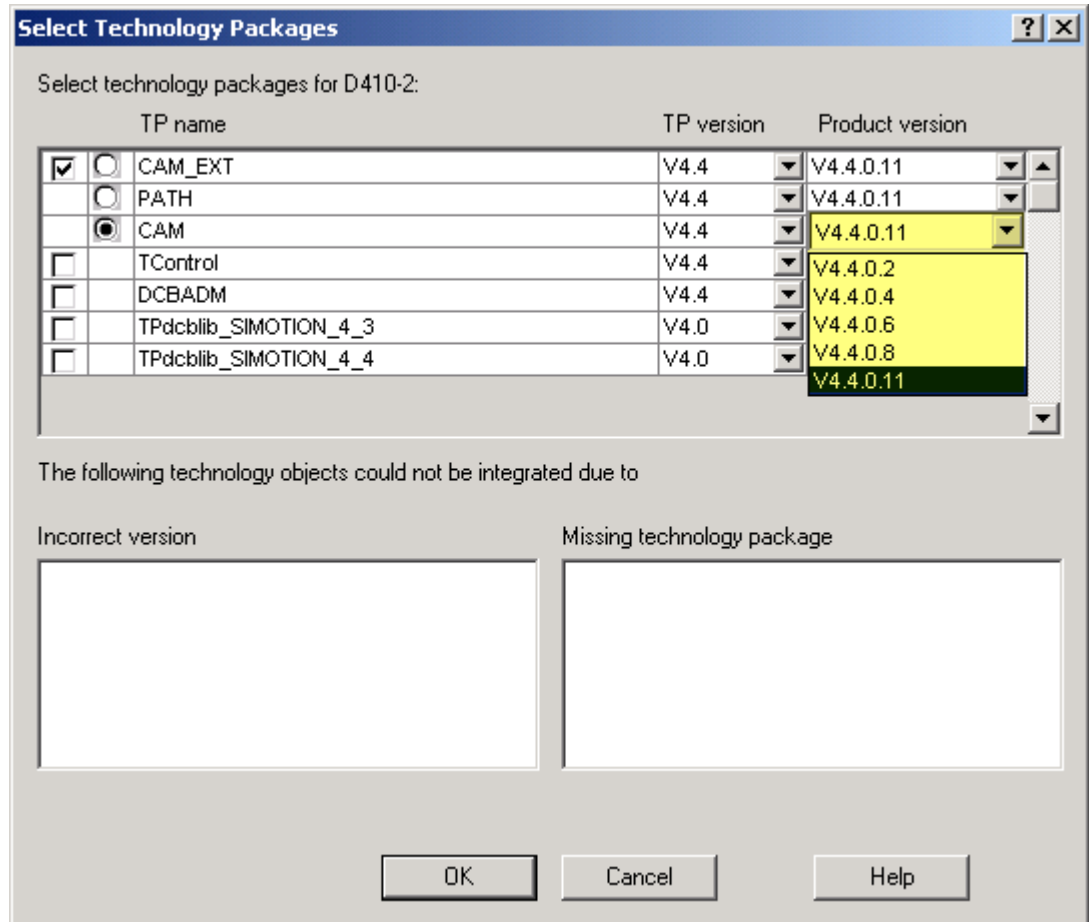 Select Technology Packages
Select technology packages for D410-2:
TP name TP version Product version
CAM_EXT V4.4 V4.4.0.11
PATH V4.4 V4.4.0.11
CAM V4.4 V4.4.0.11
TControl V4.4 V4.4.0.2
DCBADM V4.4 V4.4.0.4
TPdcblib_SIMOTION_4_3 V4.0 V4.4.0.6
TPdcblib_SIMOTION_4_4 V4.0 V4.4.0.8
V4.4.0.11
The following technology objects could not be integrated due to
Incorrect version Missing technology package
OK Cancel Help